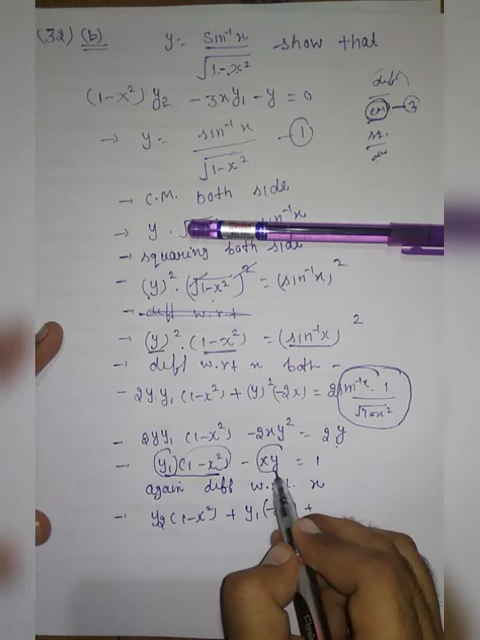 (32) (b) y = sin⁻¹x / √1-x² show that
(1-x²) y₂ - 3xy₁ - y = 0
→ y = sin⁻¹x / √1-x² — ①
C.M — ②
- C.M. both side
→ y . sin⁻¹x
- squaring both side
- (y)² . (√1-x²)² = (sin⁻¹x)²
- diff w.r.t
- (y)² . (1-x²) = (sin⁻¹x)²
- diff w.r.t x both -
- 2y.y₁ (1-x²) + (y)² (-2x) = 2 sin⁻¹x . 1 / √1-x²
- 2yy₁ (1-x²) - 2xy² = 2y
- (y₁)(1-x²) - xy = 1
again diff w.r.t. x
- y₂ (1-x²) + y₁ (- +